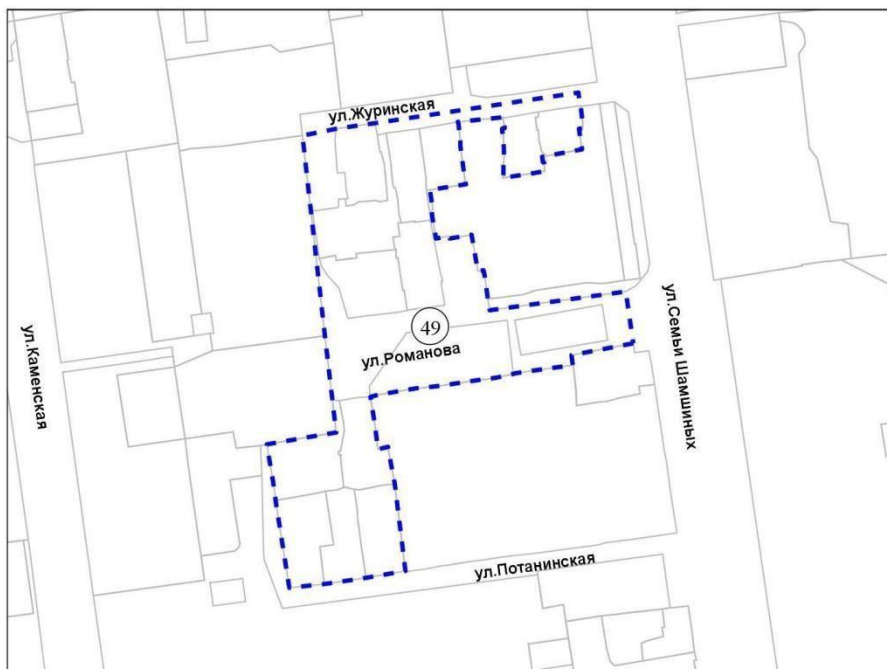 ул.Журинская
49
ул.Романова
ул.Каменская
ул.Семьи Шамшиных
ул.Потанинская